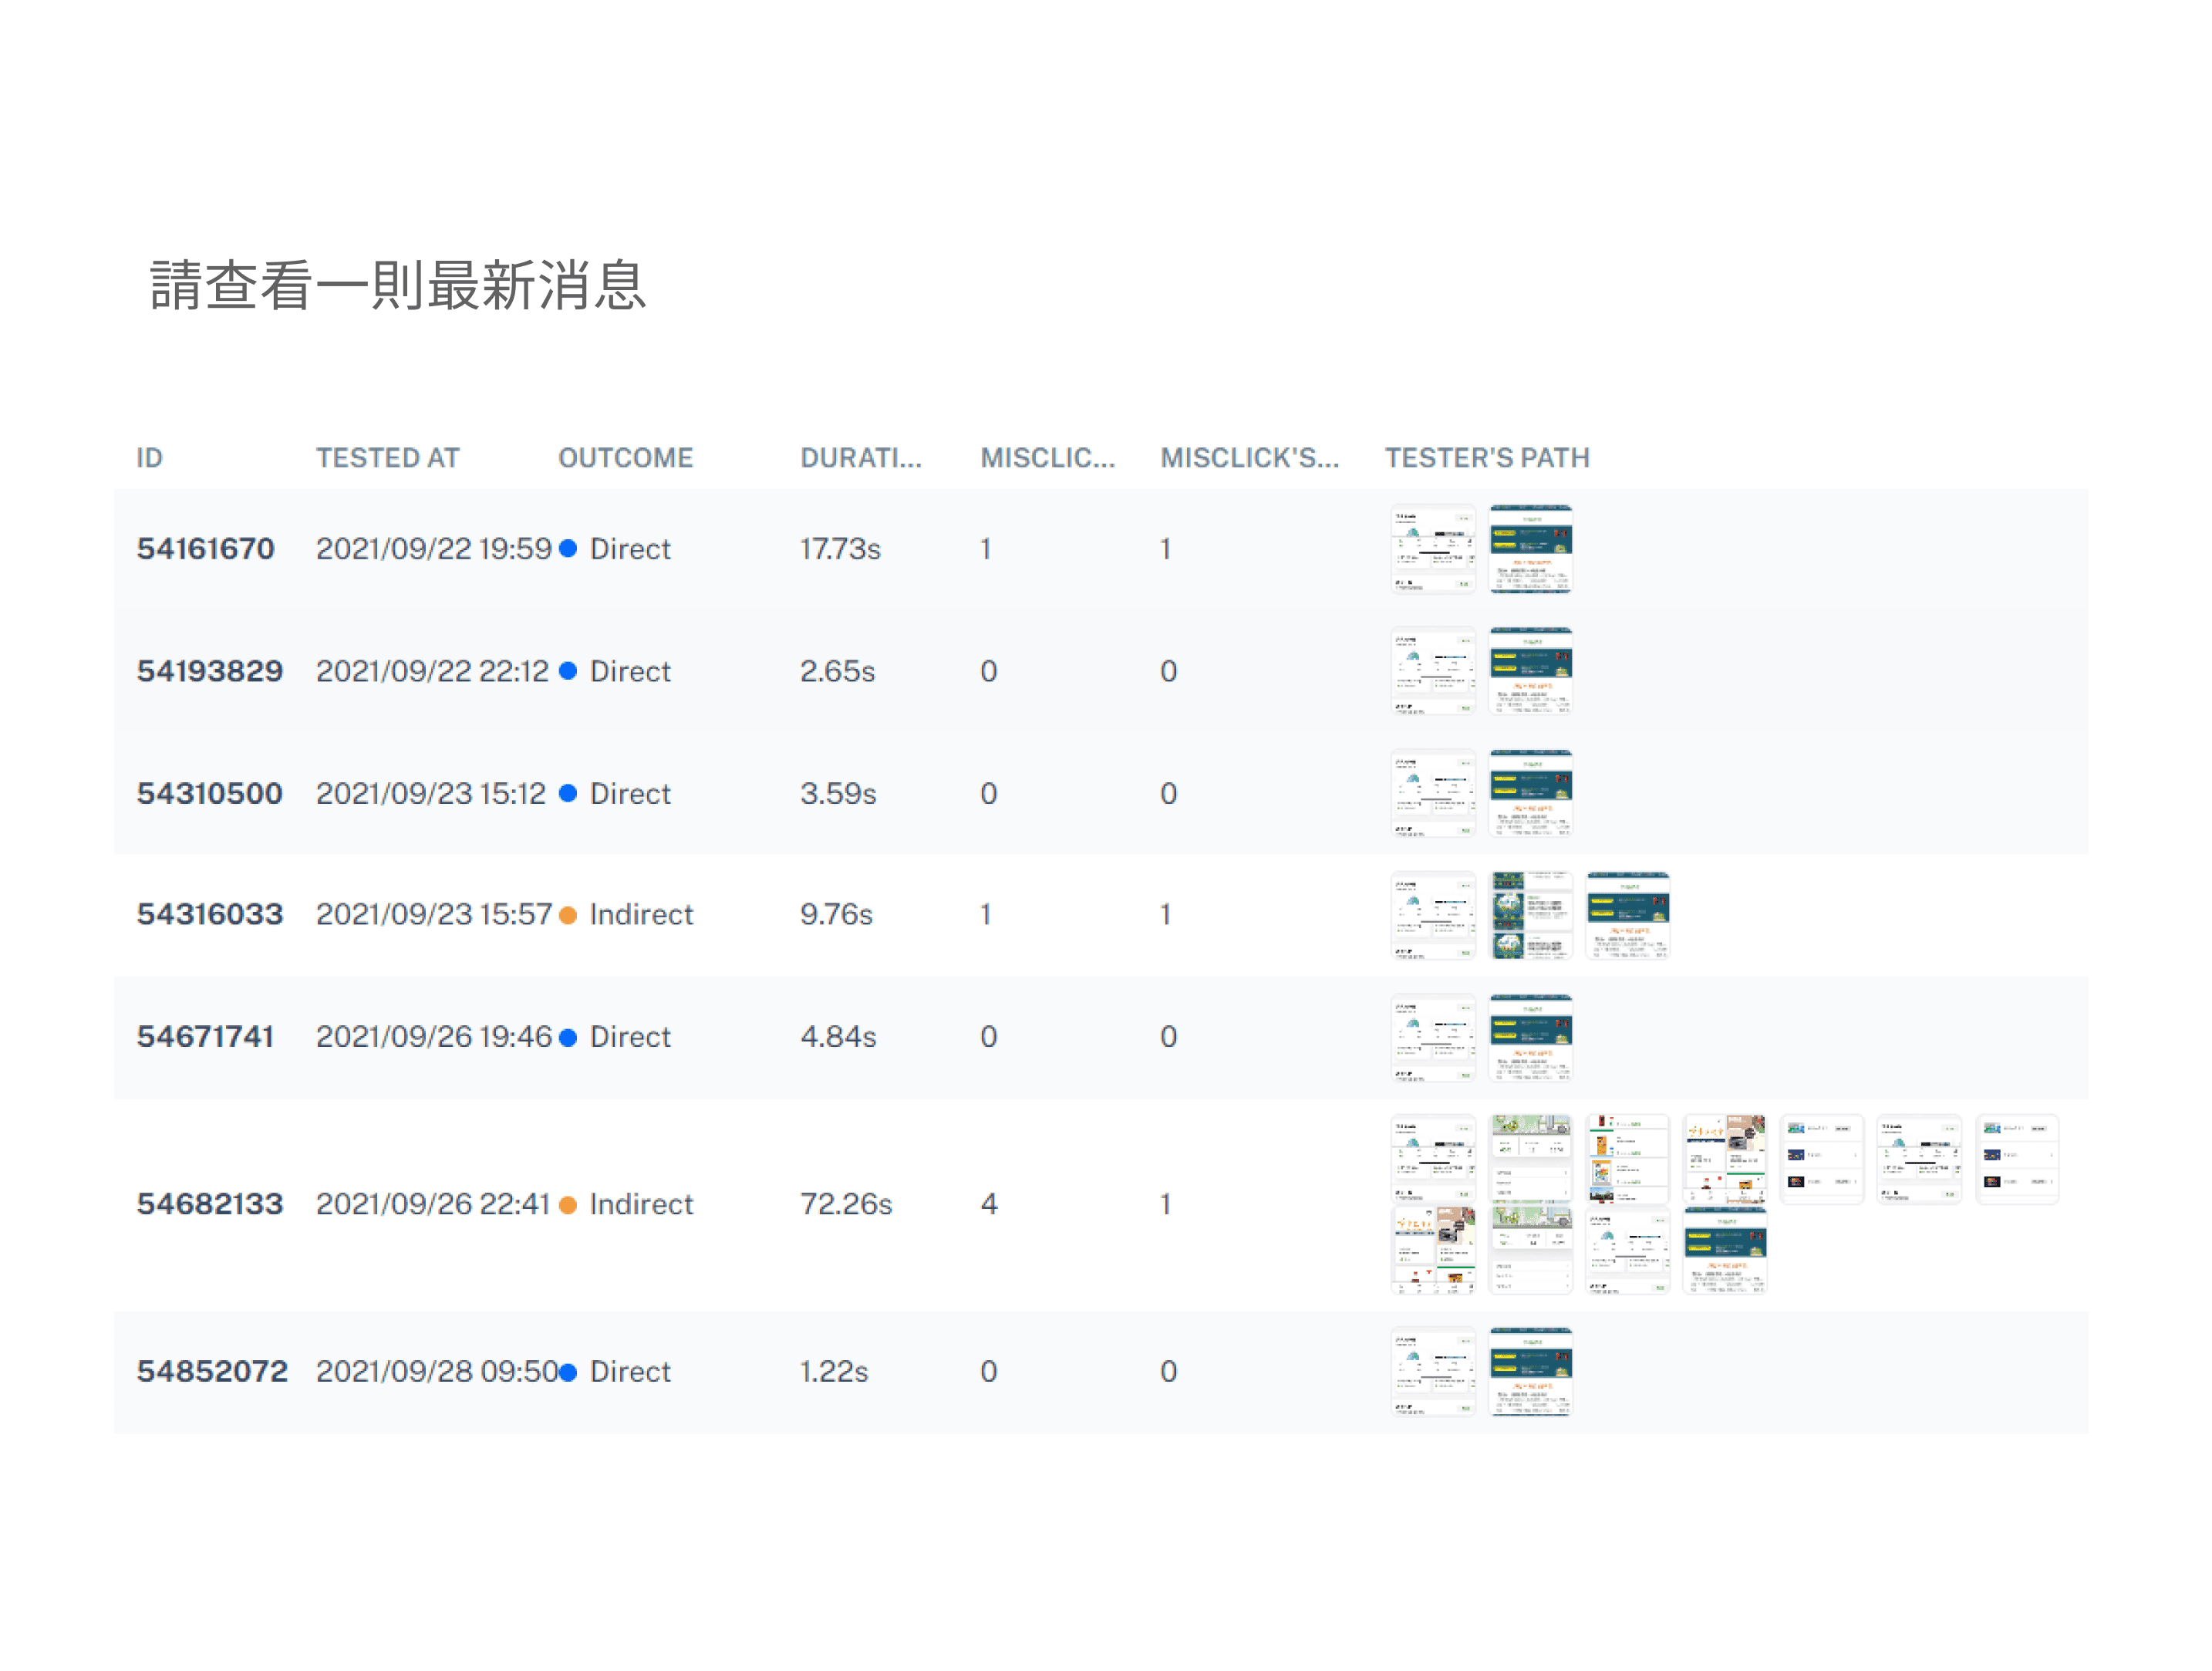 請查看一則最新消息
ID TESTED AT OUTCOME DURATI... MISCLIC... MISCLICK'S... TESTER'S PATH
54161670 2021/09/22 19:59 Direct 17.73s 1 1
54193829 2021/09/22 22:12 Direct 2.65s 0 0
54310500 2021/09/23 15:12 Direct 3.59s 0 0
54316033 2021/09/23 15:57 Indirect 9.76s 1 1
54671741 2021/09/26 19:46 Direct 4.84s 0 0
54682133 2021/09/26 22:41 Indirect 72.26s 4 1
54852072 2021/09/28 09:50 Direct 1.22s 0 0